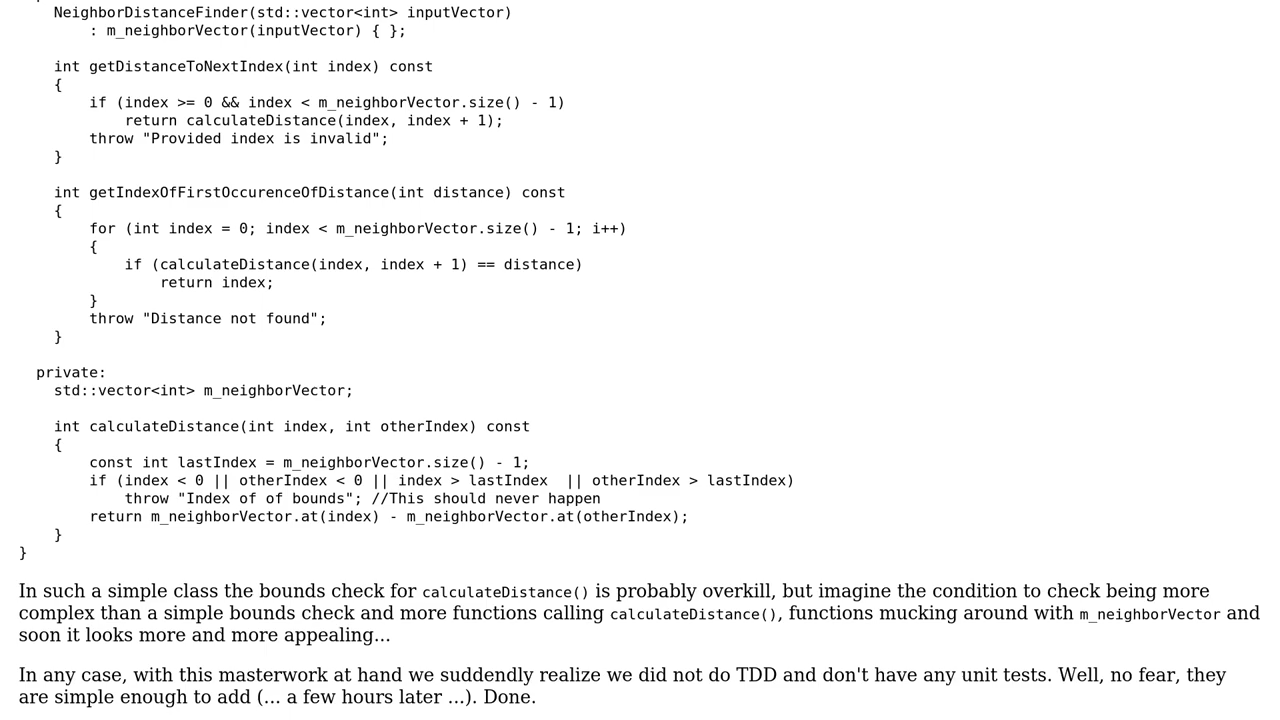 NeighborDistanceFinder(std::vector<int> inputVector)
: m_neighborVector(inputVector) { };
int getDistanceToNextIndex(int index) const
{
if (index >= 0 && index < m_neighborVector.size() - 1)
return calculateDistance(index, index + 1);
throw "Provided index is invalid";
}
int getIndexOfFirstOccurenceOfDistance(int distance) const
{
for (int index = 0; index < m_neighborVector.size() - 1; i++)
{
if (calculateDistance(index, index + 1) == distance)
return index;
}
throw "Distance not found";
}
private:
std::vector<int> m_neighborVector;
int calculateDistance(int index, int otherIndex) const
{
const int lastIndex = m_neighborVector.size() - 1;
if (index < 0 || otherIndex < 0 || index > lastIndex  || otherIndex > lastIndex)
throw "Index of of bounds"; //This should never happen
return m_neighborVector.at(index) - m_neighborVector.at(otherIndex);
}
}
In such a simple class the bounds check for calculateDistance() is probably overkill, but imagine the condition to check being more
complex than a simple bounds check and more functions calling calculateDistance(), functions mucking around with m_neighborVector and
soon it looks more and more appealing...
In any case, with this masterwork at hand we suddendly realize we did not do TDD and don't have any unit tests. Well, no fear, they
are simple enough to add (... a few hours later ...). Done.